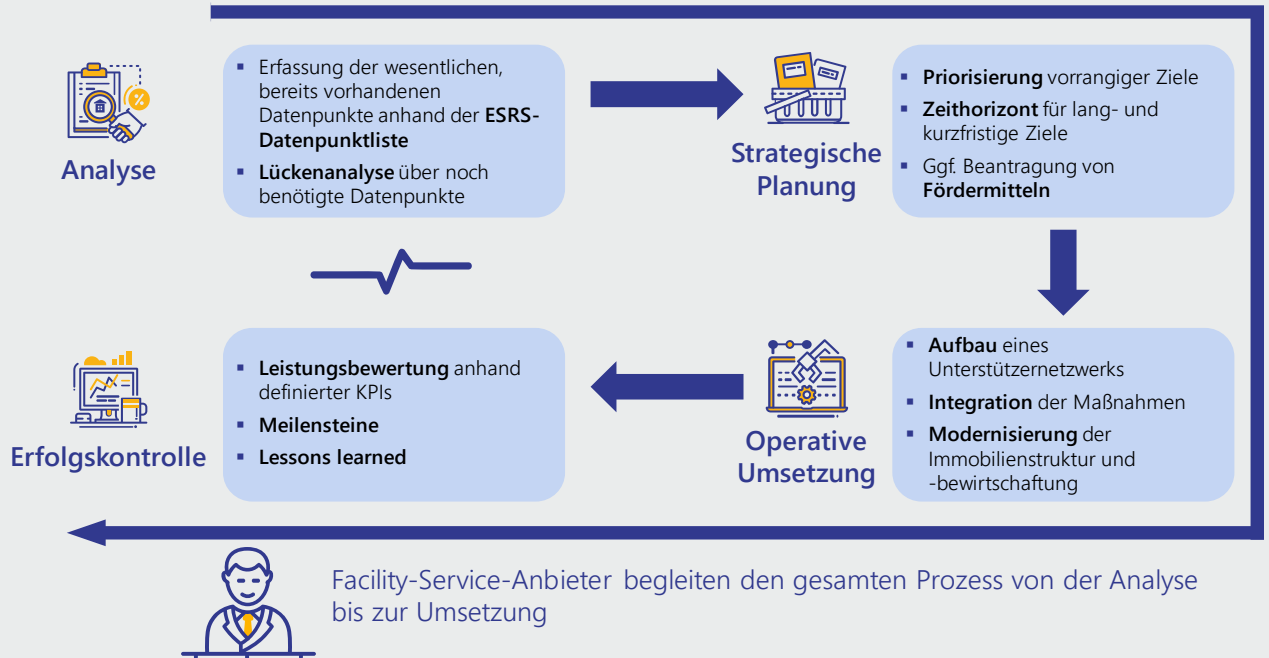 Analyse
▪ Erfassung der wesentlichen,
bereits vorhandenen
Datenpunkte anhand der ESRS-
Datenpunktliste
▪ Lückenanalyse über noch
benötigte Datenpunkte
Strategische
Planung
▪ Priorisierung vorrangiger Ziele
▪ Zeithorizont für lang- und
kurzfristige Ziele
▪ Ggf. Beantragung von
Fördermitteln
Operative
Umsetzung
▪ Aufbau eines
Unterstützernetzwerks
▪ Integration der Maßnahmen
▪ Modernisierung der
Immobilienstruktur und
-bewirtschaftung
Erfolgskontrolle
▪ Leistungsbewertung anhand
definierter KPIs
▪ Meilensteine
▪ Lessons learned
Facility-Service-Anbieter begleiten den gesamten Prozess von der Analyse
bis zur Umsetzung